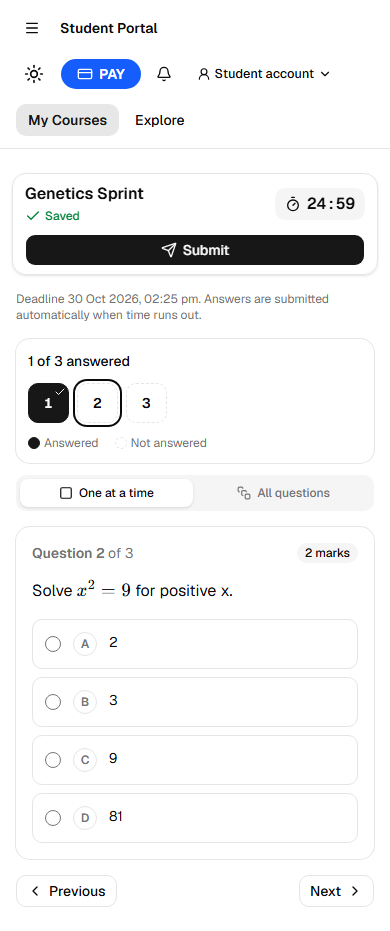 Student Portal
PAY
Student account
My Courses
Explore
Genetics Sprint
Saved
24:59
Submit
Deadline 30 Oct 2026, 02:25 pm. Answers are submitted
automatically when time runs out.
1 of 3 answered
1
2
3
Answered
Not answered
One at a time
All questions
Question 2 of 3
2 marks
Solve x² = 9 for positive x.
A 2
B 3
C 9
D 81
Previous
Next